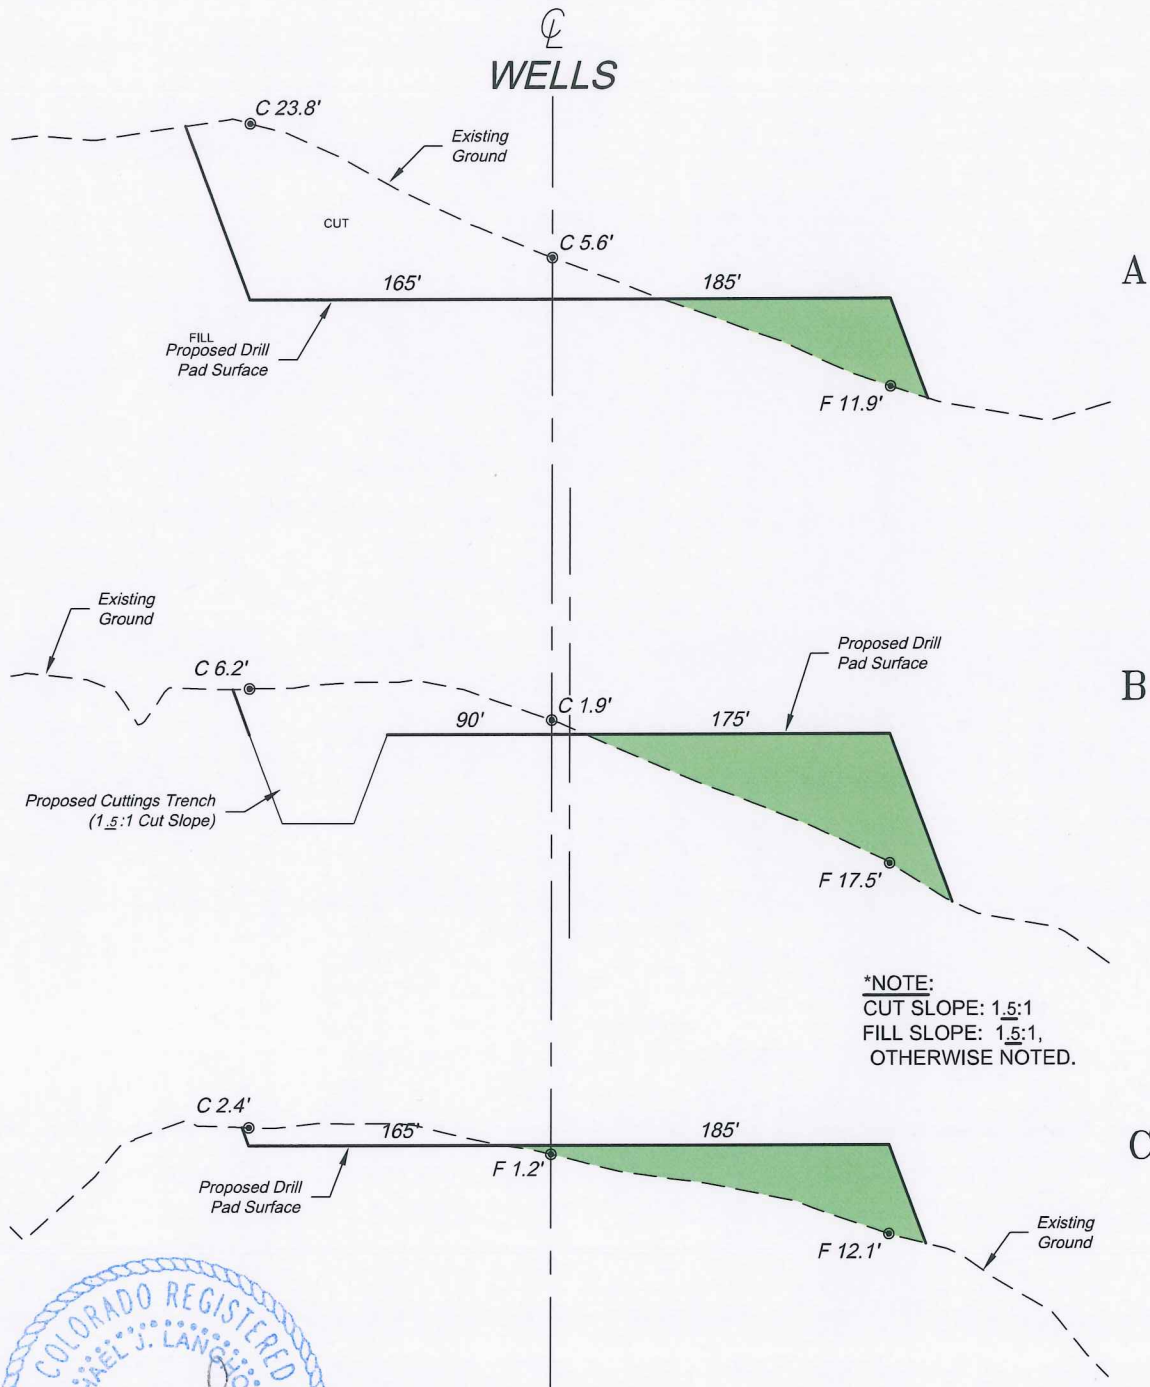 ℄
WELLS
C 23.8'
Existing
Ground
CUT
C 5.6'
165'
185'
A
FILL
Proposed Drill
Pad Surface
F 11.9'
Existing
Ground
C 6.2'
Proposed Drill
Pad Surface
B
C 1.9'
90'
175'
Proposed Cuttings Trench
(1.5:1 Cut Slope)
F 17.5'
*NOTE:
CUT SLOPE: 1.5:1
FILL SLOPE: 1.5:1,
OTHERWISE NOTED.
C 2.4'
165'
185'
C
F 1.2'
Proposed Drill
Pad Surface
F 12.1'
Existing
Ground
COLORADO REGISTERED
J.